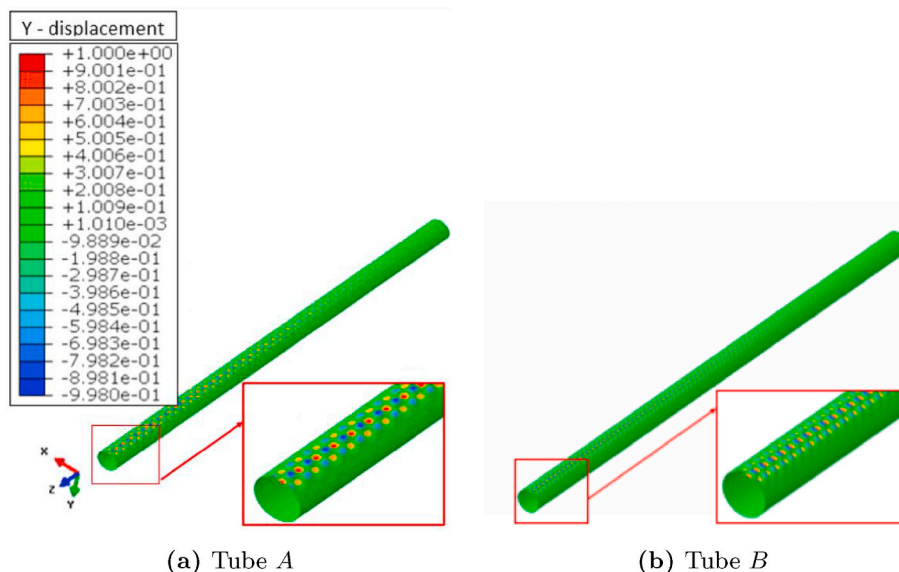 Y - displacement
+1.000e+00
+9.001e-01
+8.002e-01
+7.003e-01
+6.004e-01
+5.005e-01
+4.006e-01
+3.007e-01
+2.008e-01
+1.009e-01
+1.010e-03
-9.889e-02
-1.988e-01
-2.987e-01
-3.986e-01
-4.985e-01
-5.984e-01
-6.983e-01
-7.982e-01
-8.981e-01
-9.980e-01
X
Z
Y
(a) Tube A
(b) Tube B